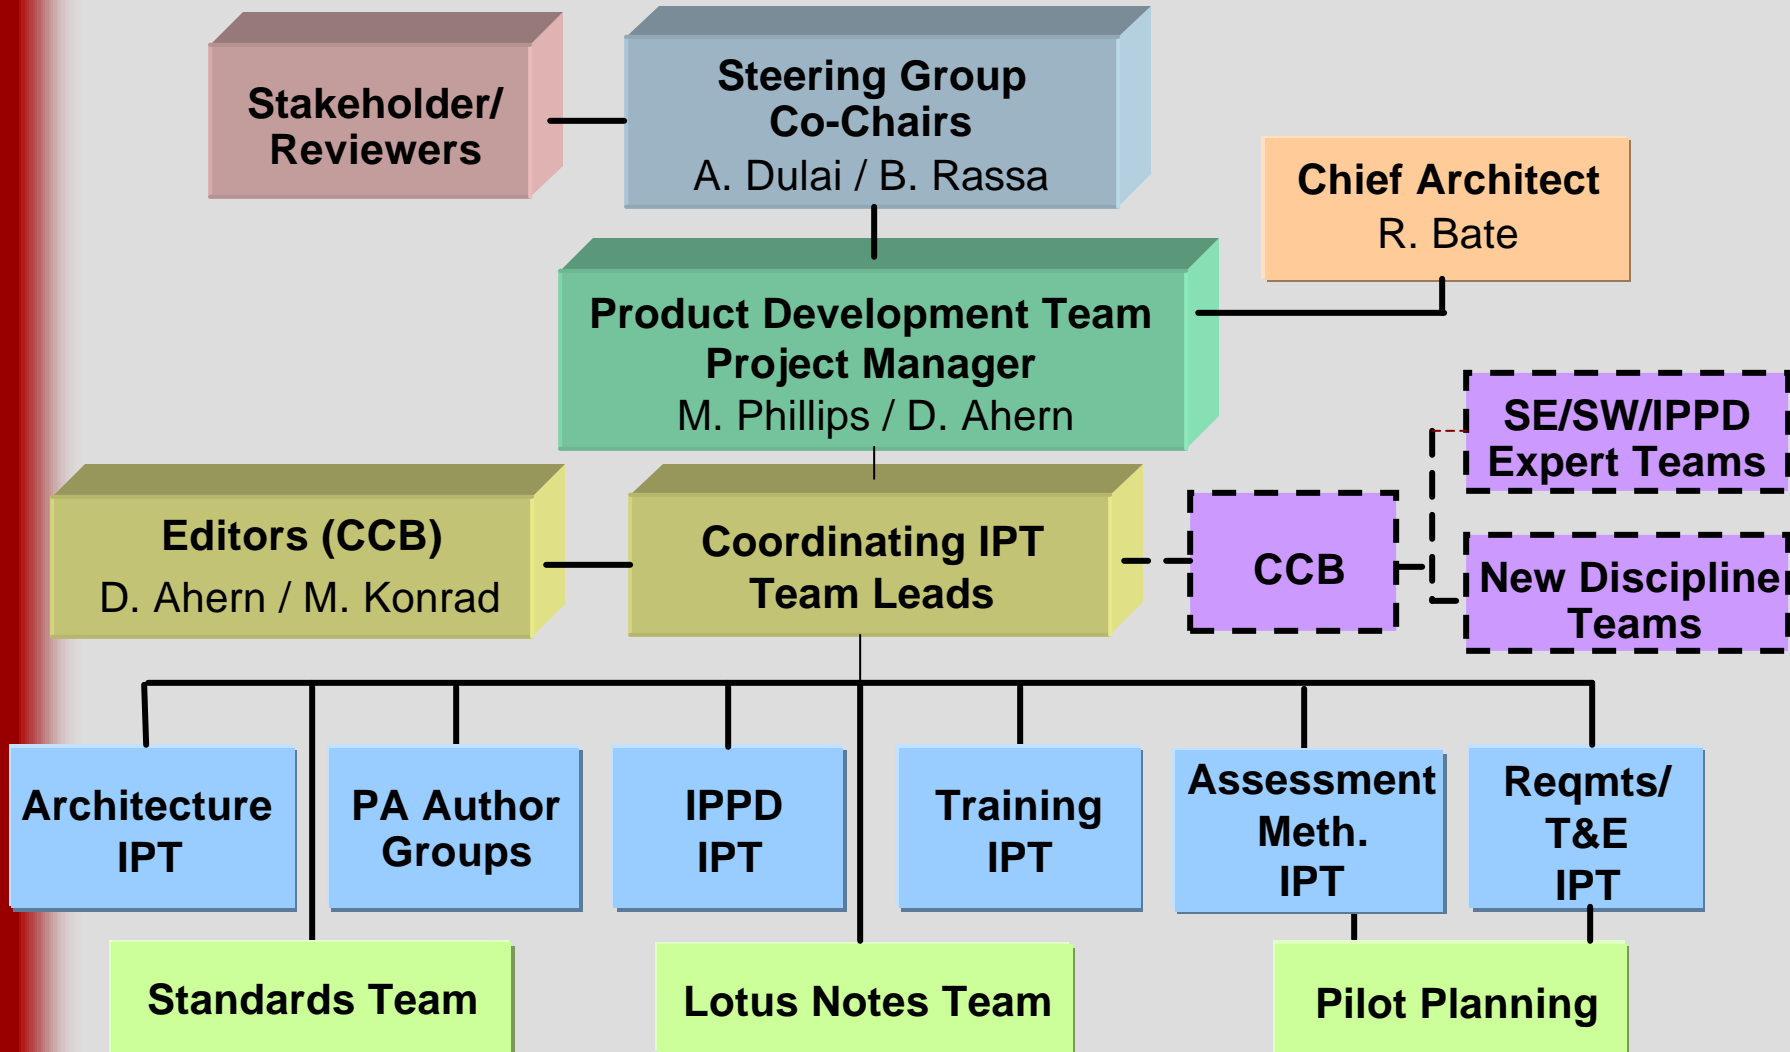 Stakeholder/
Reviewers
Steering Group
Co-Chairs
A. Dulai / B. Rassa
Chief Architect
R. Bate
Product Development Team
Project Manager
M. Phillips / D. Ahern
SE/SW/IPPD
Expert Teams
Editors (CCB)
D. Ahern / M. Konrad
Coordinating IPT
Team Leads
CCB
New Discipline
Teams
Architecture
IPT
PA Author
Groups
IPPD
IPT
Training
IPT
Assessment
Meth.
IPT
Reqmts/
T&E
IPT
Standards Team
Lotus Notes Team
Pilot Planning